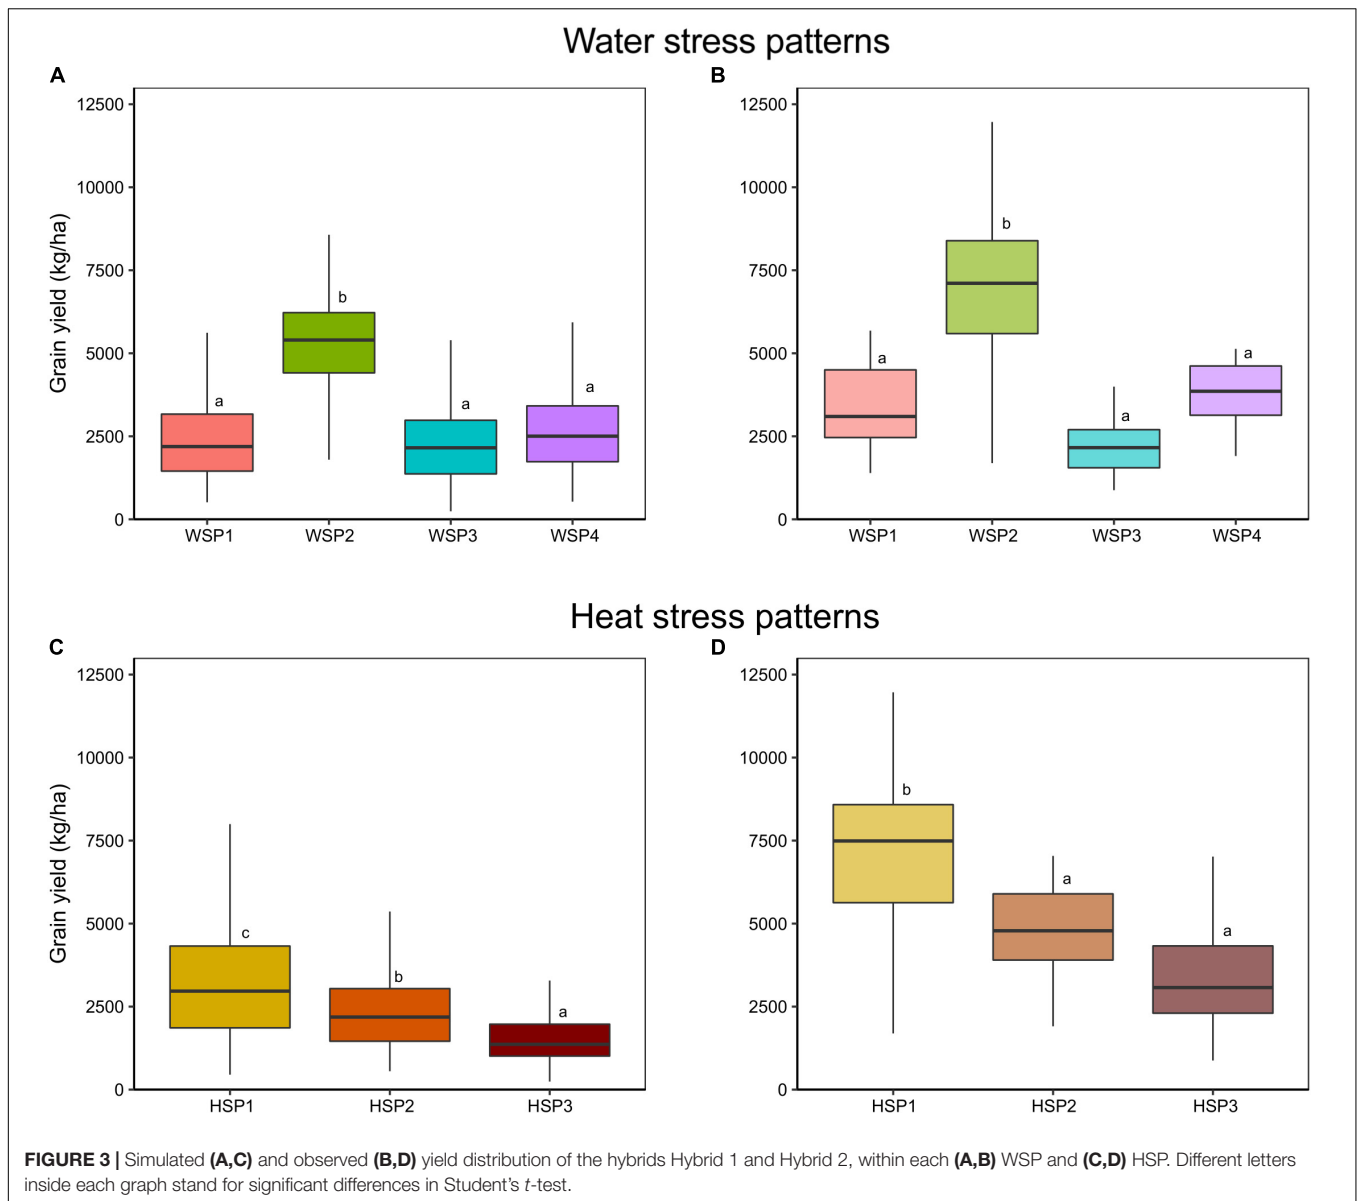 Water stress patterns
A
B
12500
10000
7500
5000
2500
0
Grain yield (kg/ha)
a
b
a
a
WSP1 WSP2 WSP3 WSP4
12500
10000
7500
5000
2500
0
a
b
a
a
WSP1 WSP2 WSP3 WSP4
Heat stress patterns
C
D
12500
10000
7500
5000
2500
0
Grain yield (kg/ha)
c
b
a
HSP1 HSP2 HSP3
12500
10000
7500
5000
2500
0
b
a
a
HSP1 HSP2 HSP3
FIGURE 3 | Simulated (A,C) and observed (B,D) yield distribution of the hybrids Hybrid 1 and Hybrid 2, within each (A,B) WSP and (C,D) HSP. Different letters
inside each graph stand for significant differences in Student's t-test.